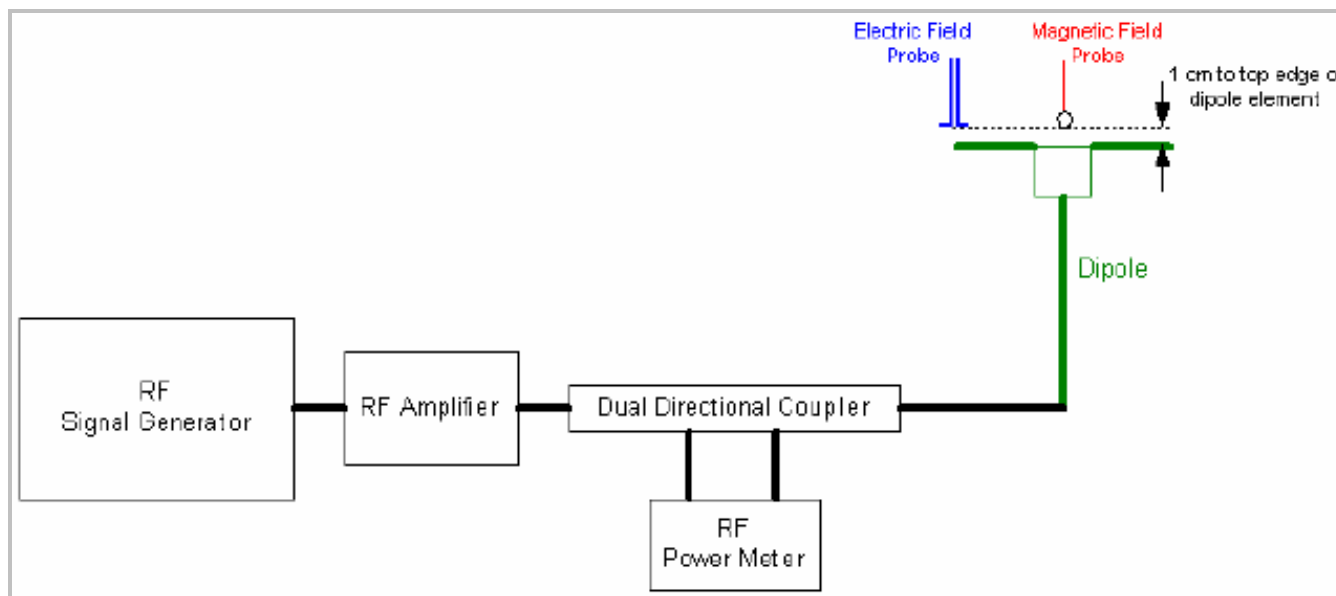 Electric Field
Probe
Magnetic Field
Probe
1 cm to top edge o
dipole element
Dipole
RF
Signal Generator
RF Amplifier
Dual Directional Coupler
RF
Power Meter